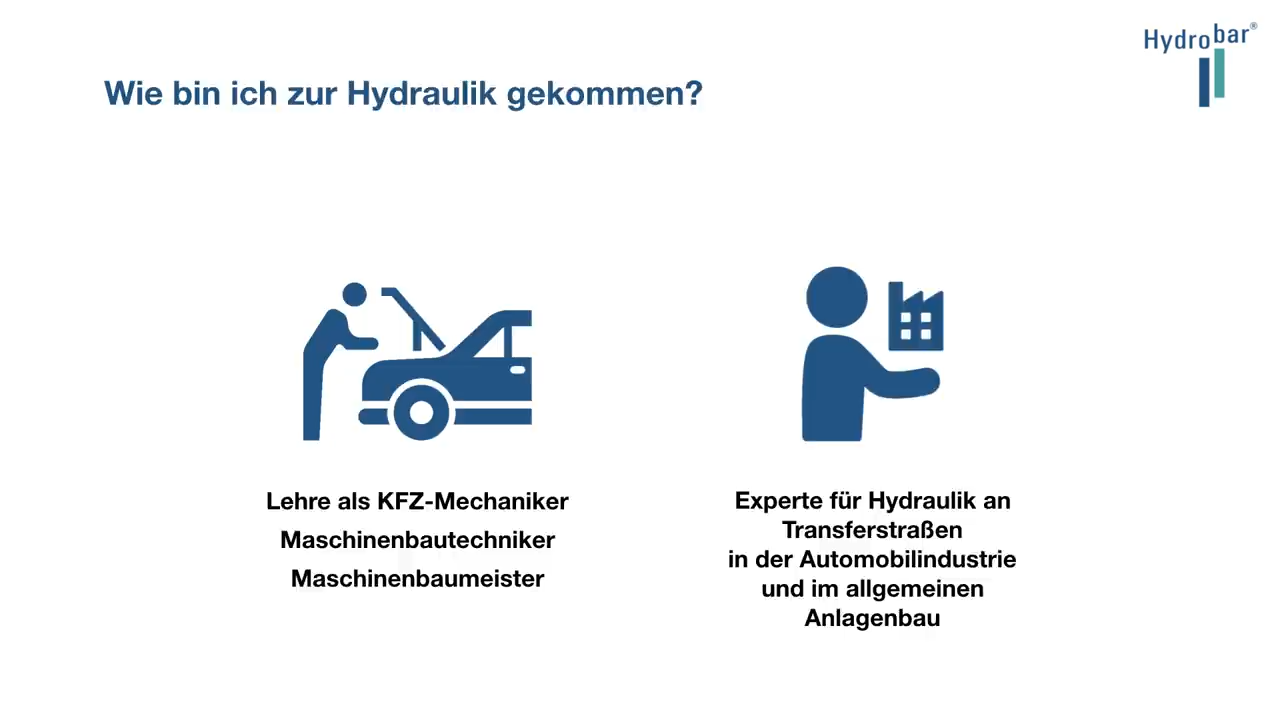 Hydrobar®
Wie bin ich zur Hydraulik gekommen?
Lehre als KFZ-Mechaniker
Maschinenbautechniker
Maschinenbaumeister
Experte für Hydraulik an
Transferstraßen
in der Automobilindustrie
und im allgemeinen
Anlagenbau